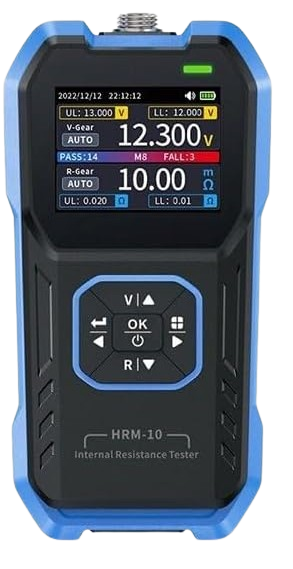 2022/12/12 22:12:12
UL: 13.000 V LL: 12.000 V
V-Gear
AUTO 12.300 V
PASS:14 M8 FALL:3
R-Gear
AUTO 10.00 mΩ
UL: 0.020 Ω LL: 0.01 Ω
V
OK
R
HRM-10
Internal Resistance Tester